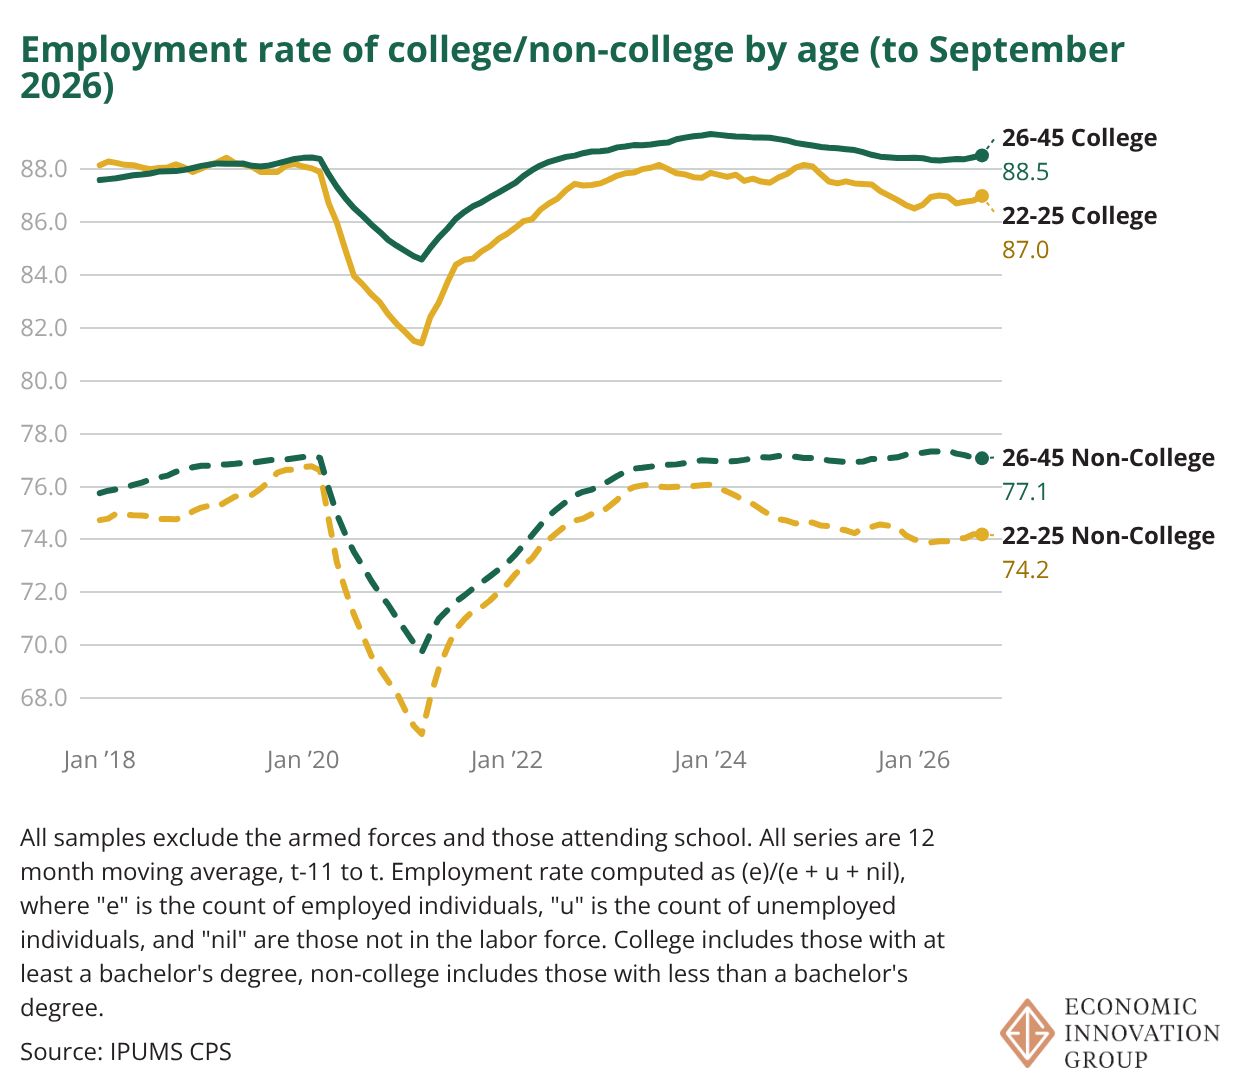 Employment rate of college/non-college by age (to September
2026)
26-45 College
88.5
88.0
22-25 College
87.0
86.0
84.0
82.0
80.0
78.0
26-45 Non-College
77.1
76.0
22-25 Non-College
74.2
74.0
72.0
70.0
68.0
Jan ’18 Jan ’20 Jan ’22 Jan ’24 Jan ’26
All samples exclude the armed forces and those attending school. All series are 12
month moving average, t-11 to t. Employment rate computed as (e)/(e + u + nil),
where "e" is the count of employed individuals, "u" is the count of unemployed
individuals, and "nil" are those not in the labor force. College includes those with at
least a bachelor's degree, non-college includes those with less than a bachelor's
degree.
Source: IPUMS CPS
ECONOMIC
INNOVATION
GROUP